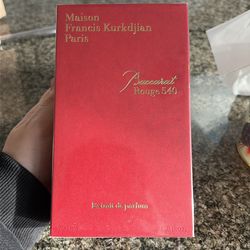 Maison
Francis Kurkdjian
Paris
Baccarat
Rouge 540
Extrait de parfum